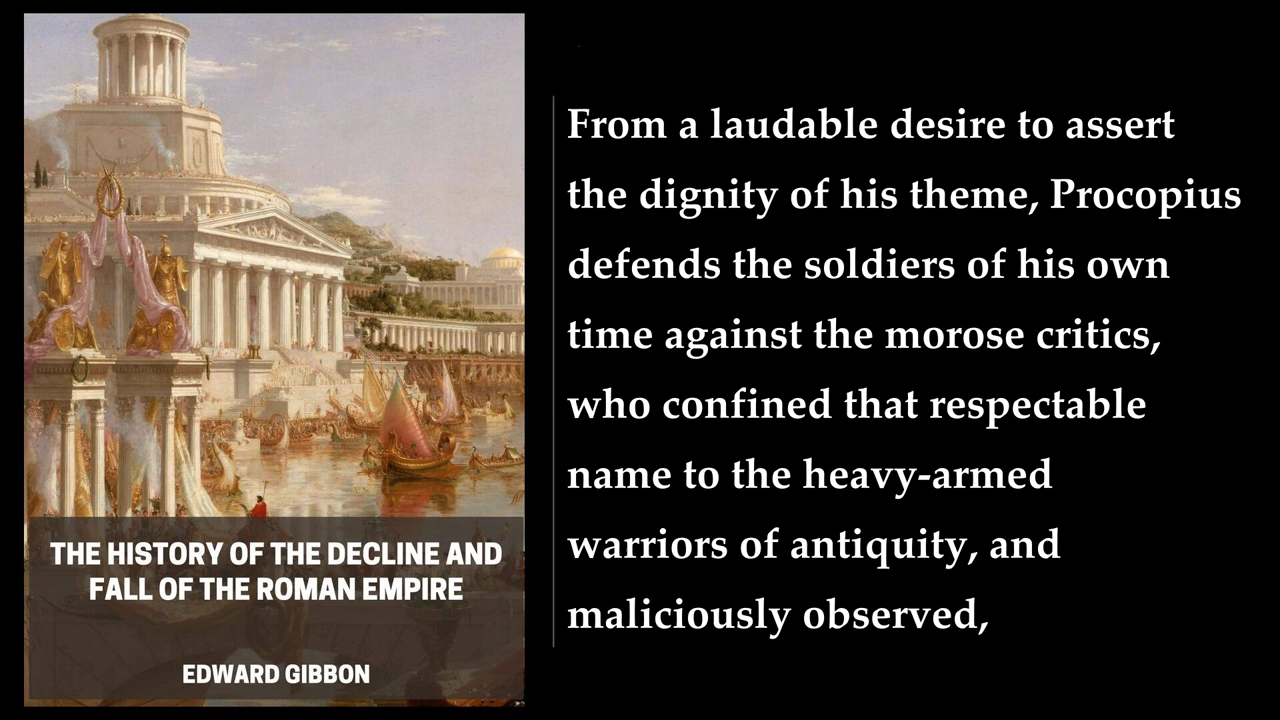 THE HISTORY OF THE DECLINE AND
FALL OF THE ROMAN EMPIRE
EDWARD GIBBON
From a laudable desire to assert
the dignity of his theme, Procopius
defends the soldiers of his own
time against the morose critics,
who confined that respectable
name to the heavy-armed
warriors of antiquity, and
maliciously observed,